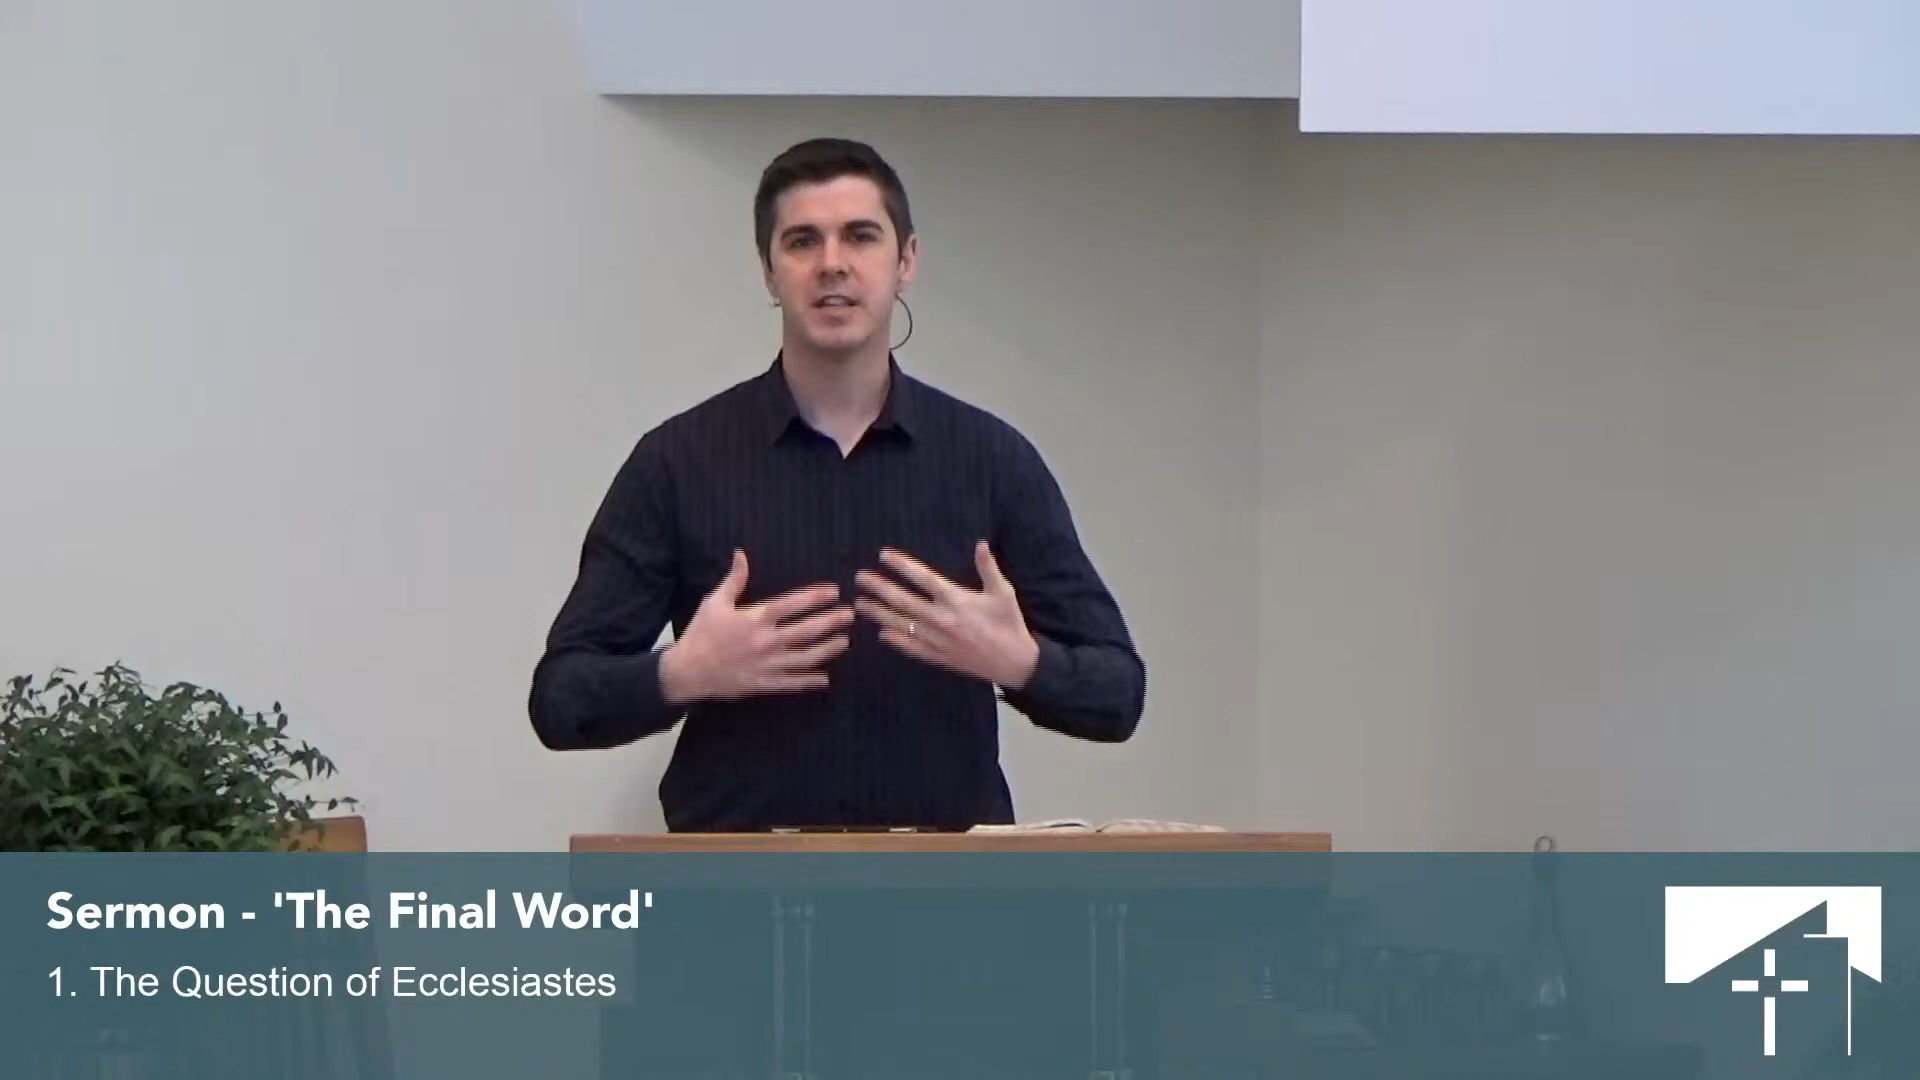 Sermon - 'The Final Word'
1. The Question of Ecclesiastes